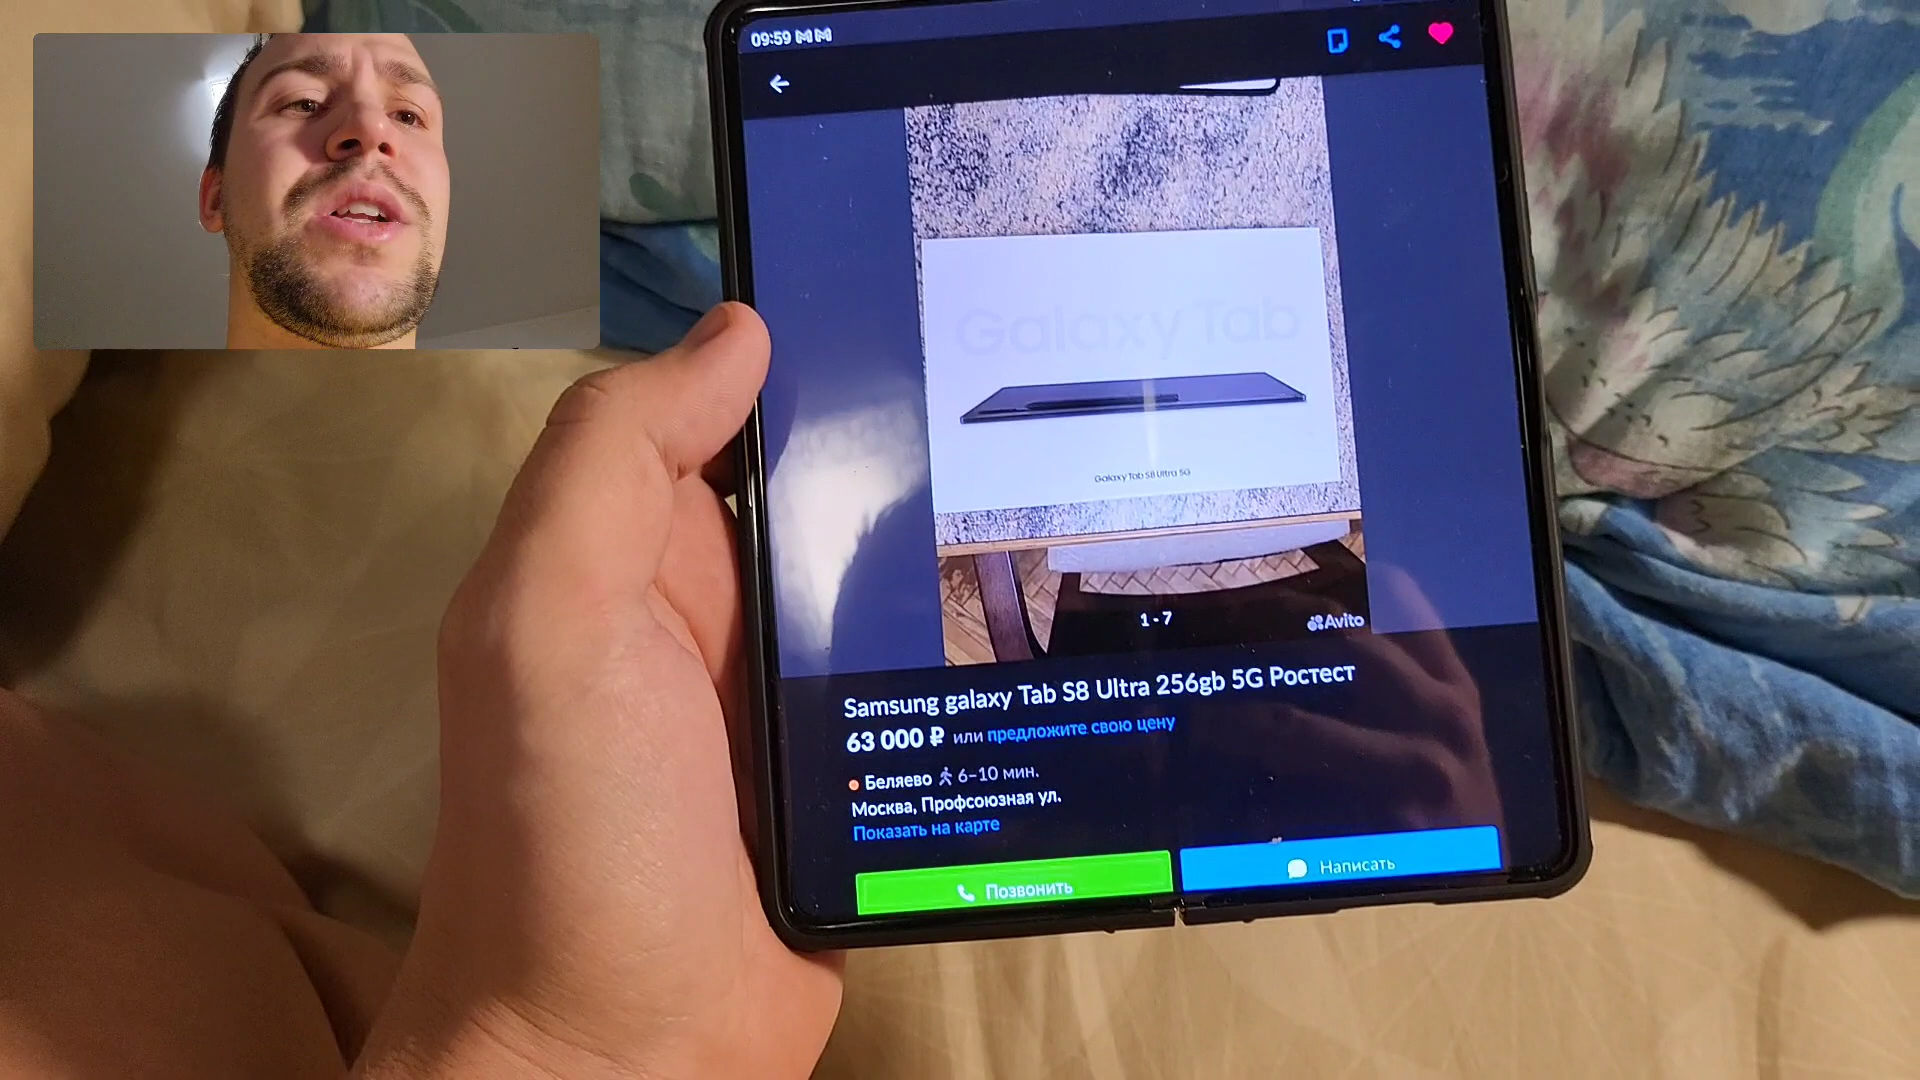 09:59
Galaxy Tab
Galaxy Tab S8 Ultra 5G
1 - 7
Avito
Samsung galaxy Tab S8 Ultra 256gb 5G Ростест
63 000 ₽ или предложите свою цену
Беляево 6–10 мин.
Москва, Профсоюзная ул.
Показать на карте
Позвонить
Написать